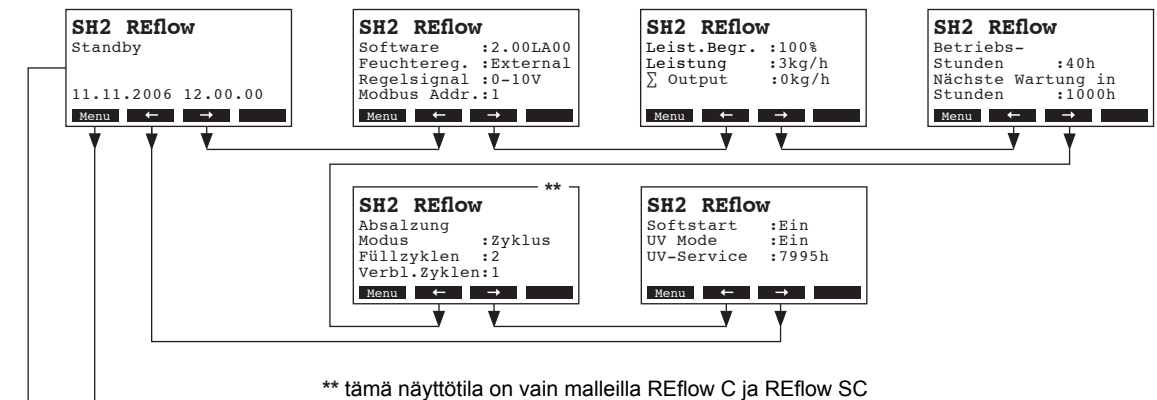 SH2 REflow
Standby
11.11.2006 12.00.00
Menu ← →
SH2 REflow
Software :2.00LA00
Feuchtereg. :External
Regelsignal :0-10V
Modbus Addr.:1
Menu ← →
SH2 REflow
Leist.Begr. :100%
Leistung :3kg/h
∑ Output :0kg/h
Menu ← →
SH2 REflow
Betriebs-
Stunden :40h
Nächste Wartung in
Stunden :1000h
Menu ← →
**
SH2 REflow
Absalzung
Modus :Zyklus
Füllzyklen :2
Verbl.Zyklen:1
Menu ← →
SH2 REflow
Softstart :Ein
UV Mode :Ein
UV-Service :7995h
Menu ← →
** tämä näyttötila on vain malleilla REflow C ja REflow SC